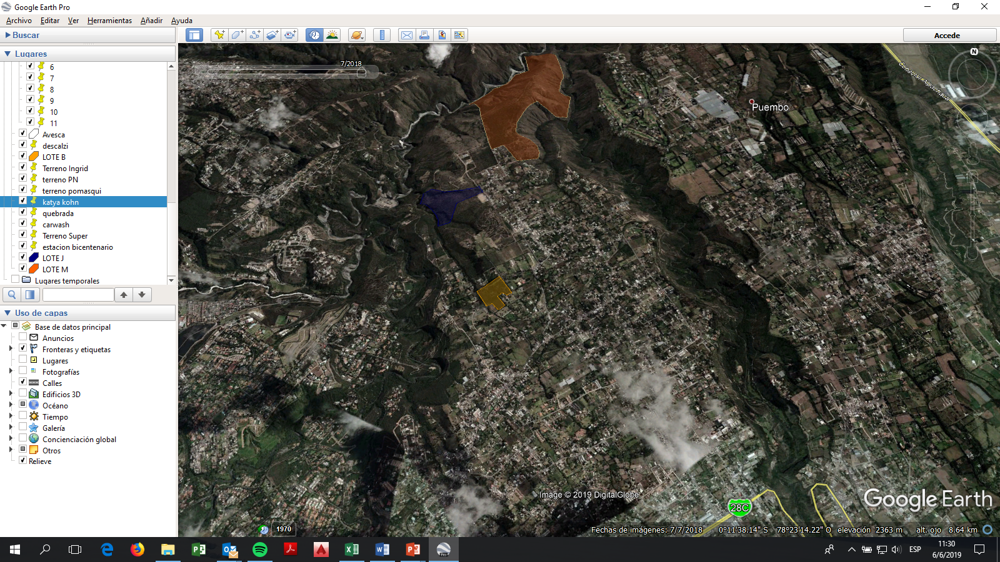 Google Earth Pro
Archivo Editar Ver Herramientas Añadir Ayuda
Buscar
Accede
Lugares
6
7
8
9
10
11
Avesca
descalzi
LOTE B
Terreno Ingrid
terreno PN
terreno pomasqui
katya kohn
quebrada
carwash
Terreno Super
estacion bicentenario
LOTE J
LOTE M
Lugares temporales
Uso de capas
Base de datos principal
Anuncios
Fronteras y etiquetas
Lugares
Fotografías
Calles
Edificios 3D
Océano
Tiempo
Galería
Concienciación global
Otros
Relieve
7/2018
N
Puembo
Image © 2019 DigitalGlobe
Google Earth
28C
1970
Fechas de imágenes: 7/7/2018 0°11'38.14" S 78°23'14.22" O elevación 2363 m alt. ojo 8.64 km
ESP
11:30
6/6/2019